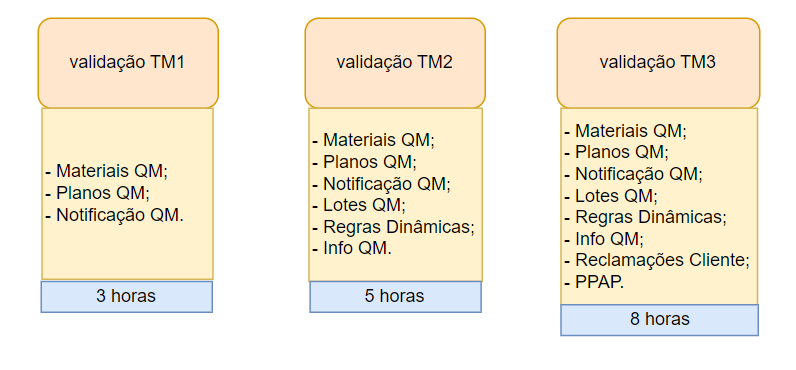 validação TM1
- Materiais QM;
- Planos QM;
- Notificação QM.
3 horas
validação TM2
- Materiais QM;
- Planos QM;
- Notificação QM;
- Lotes QM;
- Regras Dinâmicas;
- Info QM.
5 horas
validação TM3
- Materiais QM;
- Planos QM;
- Notificação QM;
- Lotes QM;
- Regras Dinâmicas;
- Info QM;
- Reclamações Cliente;
- PPAP.
8 horas